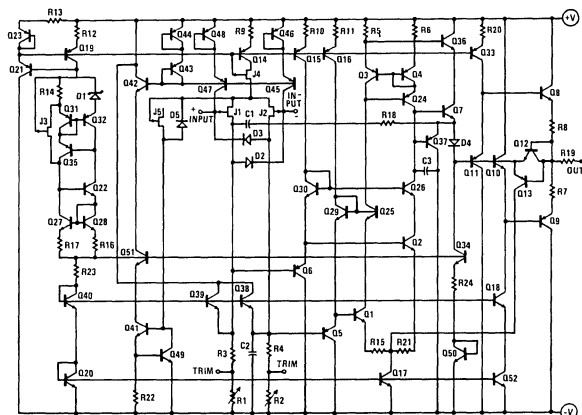 R13
+V
Q23
R12
Q44
Q48
R9
Q46
R10
R11
R5
R6
Q36
R20
Q19
Q21
Q14
Q15
Q16
Q33
D1
R14
Q43
Q42
Q47
J4
Q45
Q3
Q4
Q24
Q8
Q31
Q32
J3
J5
D5
+
INPUT
J1
J2
IN-
PUT
-
C1
R18
Q7
R8
Q12
Q35
D3
D2
Q37
D4
C3
Q11
Q10
R19
OUT
Q13
Q22
Q30
Q29
Q25
Q26
R7
Q27
Q28
Q9
R17
R16
Q51
Q2
Q34
R23
Q6
R24
Q40
Q39
Q38
Q18
Q41
Q1
Q5
R3
C2
R4
R15
R21
Q49
Q50
TRIM
TRIM
Q20
R22
R1
R2
Q17
Q52
-V